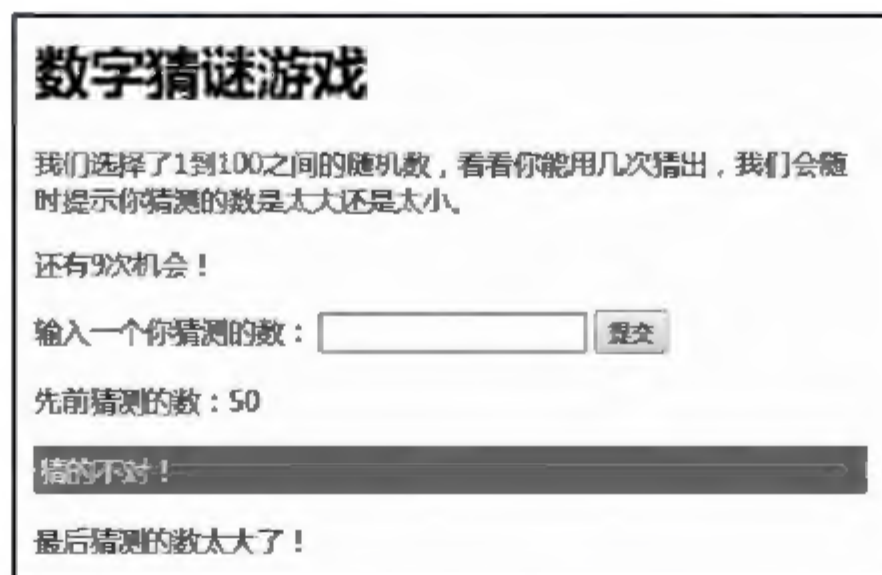 数字猜谜游戏
我们选择了1到100之间的随机数，看看你能用几次猜出，我们会随
时提示你猜测的数是太大还是太小。
还有9次机会！
输入一个你猜测的数： 提交
先前猜测的数：50
猜的不对！
最后猜测的数太大了！